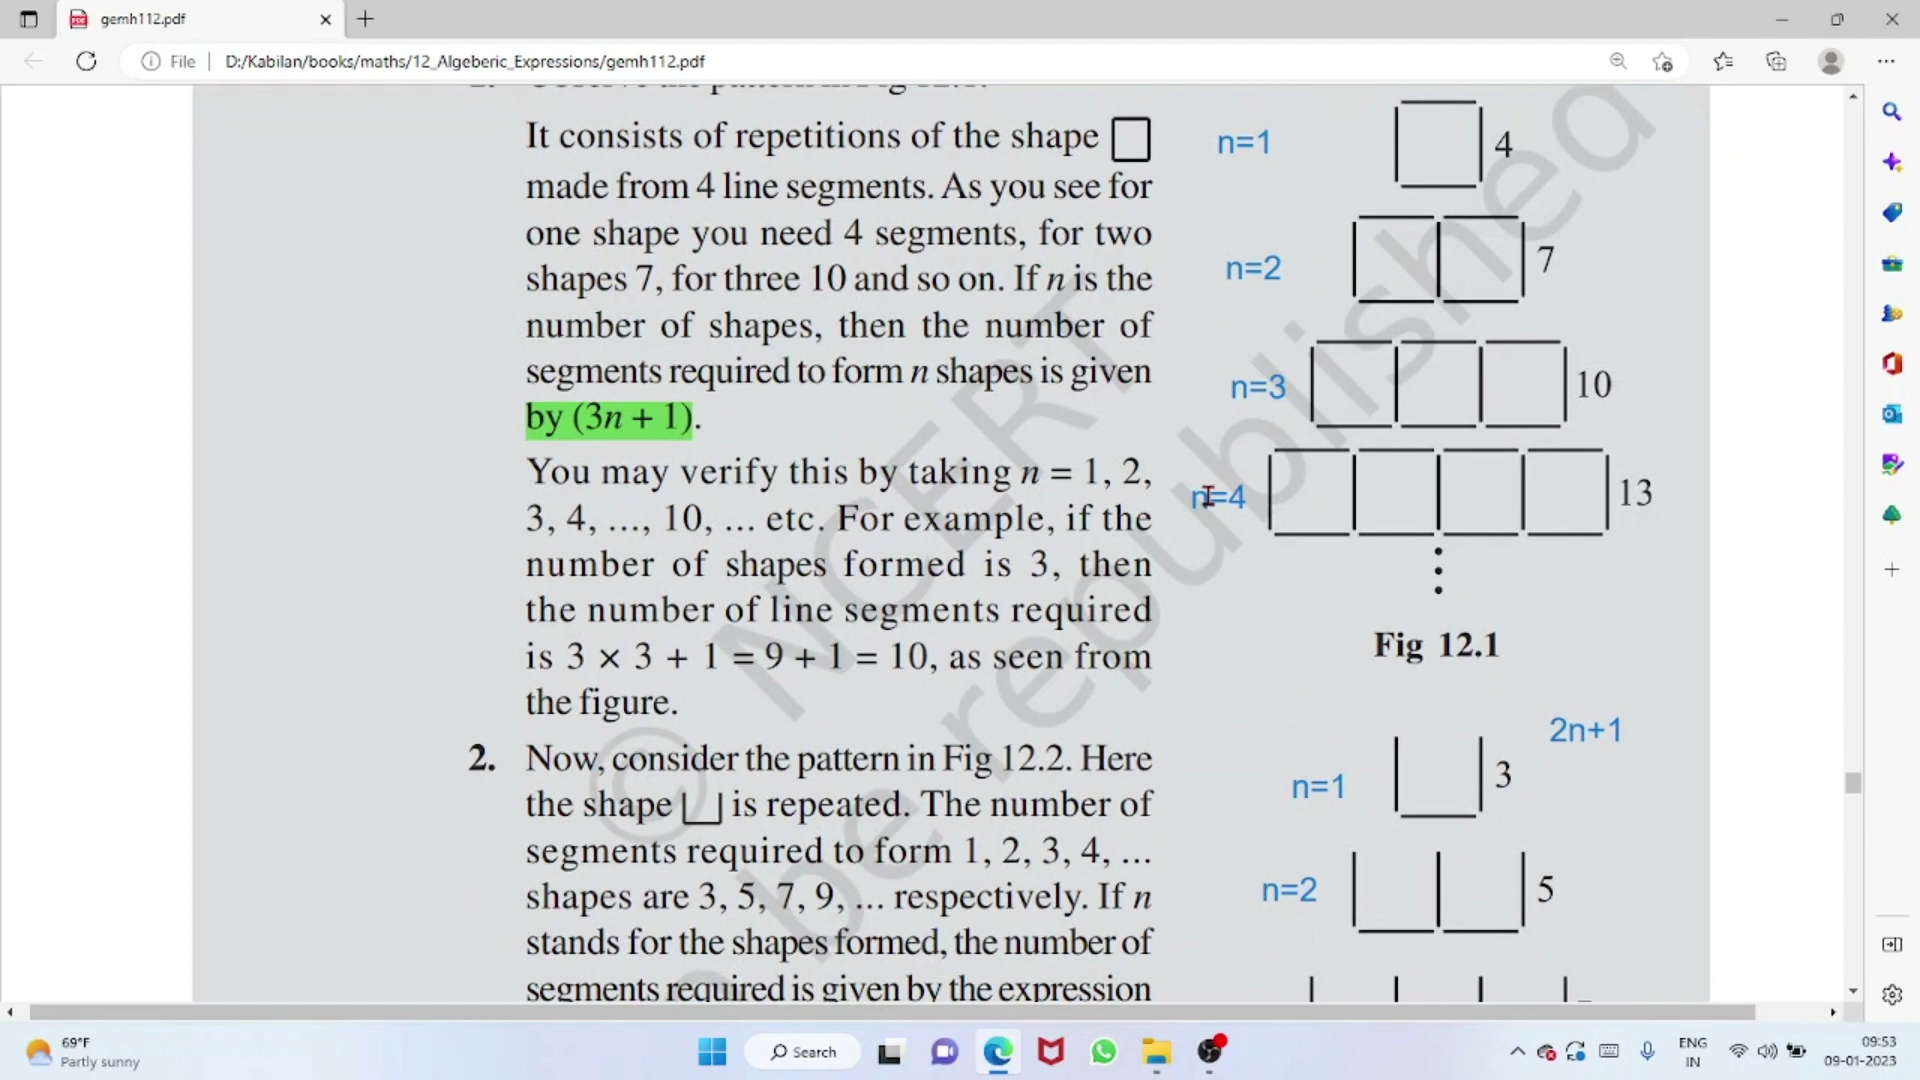 gemh112.pdf
File
D:/Kabilan/books/maths/12_Algeberic_Expressions/gemh112.pdf
It consists of repetitions of the shape
made from 4 line segments. As you see for
one shape you need 4 segments, for two
shapes 7, for three 10 and so on. If n is the
number of shapes, then the number of
segments required to form n shapes is given
by (3n + 1).
You may verify this by taking n = 1, 2,
3, 4, ..., 10, ... etc. For example, if the
number of shapes formed is 3, then
the number of line segments required
is 3 × 3 + 1 = 9 + 1 = 10, as seen from
the figure.
2. Now, consider the pattern in Fig 12.2. Here
the shape is repeated. The number of
segments required to form 1, 2, 3, 4, ...
shapes are 3, 5, 7, 9, ... respectively. If n
stands for the shapes formed, the number of
segments required is given by the expression
n=1 4
n=2 7
n=3 10
n=4 13
Fig 12.1
2n+1
n=1 3
n=2 5
© NCERT
be republished
69°F
Partly sunny
Search
ENG
IN
09:53
09-01-2023